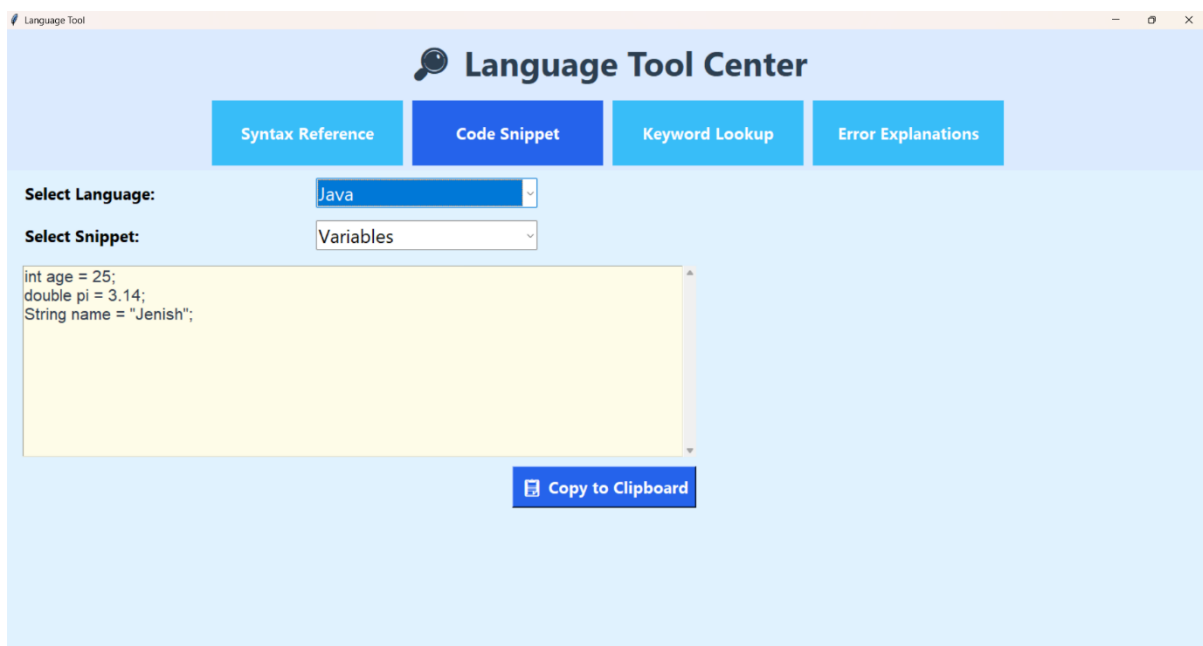 Language Tool
Language Tool Center
Syntax Reference
Code Snippet
Keyword Lookup
Error Explanations
Select Language:
Java
Select Snippet:
Variables
int age = 25;
double pi = 3.14;
String name = "Jenish";
Copy to Clipboard